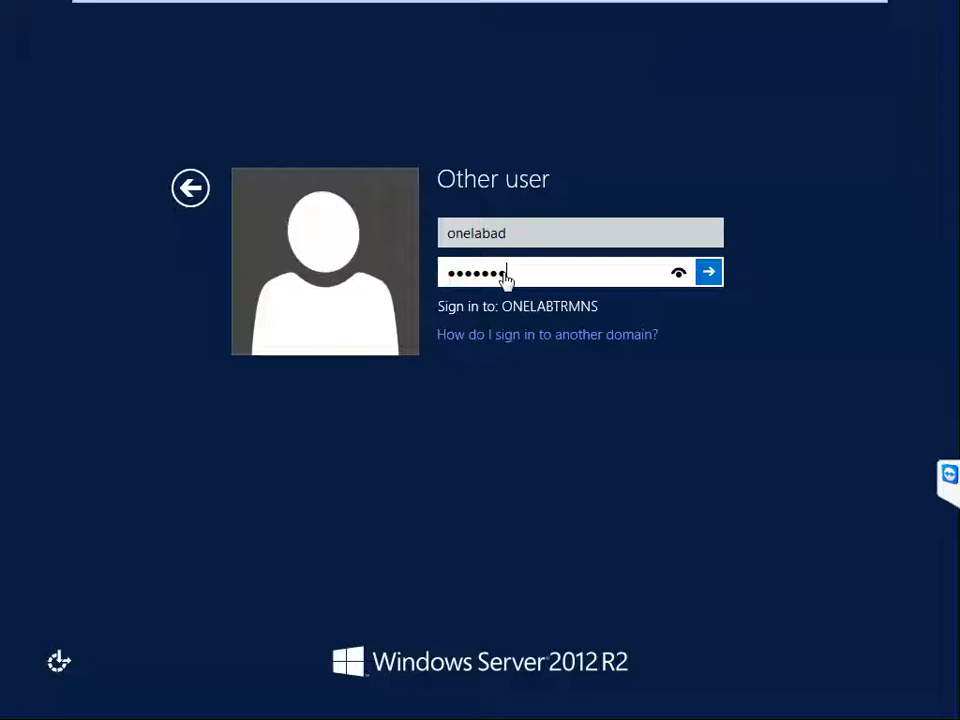 Other user
onelabad
•••••••
Sign in to: ONELABTRMNS
How do I sign in to another domain?
Windows Server 2012 R2